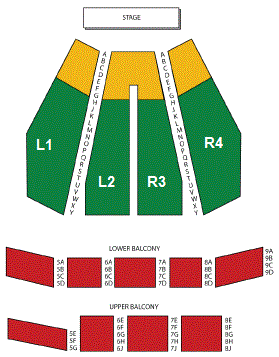 STAGE
A A
B B
C C
D D
E E
F F
G G
H H
J J
K K
L L
M M
N N
O O
P P
Q Q
R R
S S
T T
U U
V V
W W
X X
Y Y
L1
R4
L2
R3
LOWER BALCONY
5A 6A 7A 8A 9A
5B 6B 7B 8B 9B
5C 6C 7C 8C 9C
5D 6D 7D 8D 9D
UPPER BALCONY
5E 6E 7E 8E
5F 6F 7F 8F
5G 6G 7G 8G
6H 7H 8H
6J 7J 8J